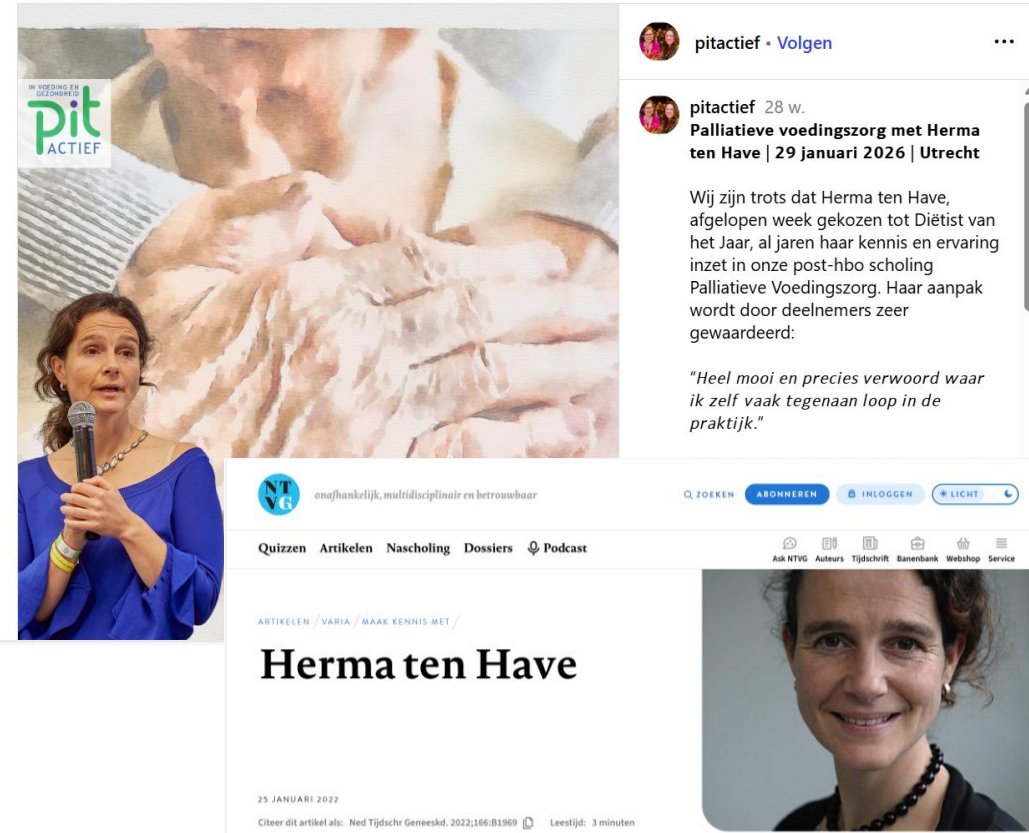 IN VOEDING EN
GEZONDHEID
pit
ACTIEF
pitactief • Volgen
pitactief 28 w.
Palliatieve voedingszorg met Herma
ten Have | 29 januari 2026 | Utrecht
Wij zijn trots dat Herma ten Have,
afgelopen week gekozen tot Diëtist van
het Jaar, al jaren haar kennis en ervaring
inzet in onze post-hbo scholing
Palliatieve Voedingszorg. Haar aanpak
wordt door deelnemers zeer
gewaardeerd:
"Heel mooi en precies verwoord waar
ik zelf vaak tegenaan loop in de
praktijk."
NT
VG
onafhankelijk, multidisciplinair en betrouwbaar
ZOEKEN ABONNEREN INLOGGEN LICHT
Quizzen Artikelen Nascholing Dossiers Podcast
Ask NTVG Auteurs Tijdschrift Banenbank Webshop Service
ARTIKELEN / VARIA / MAAK KENNIS MET /
Herma ten Have
25 JANUARI 2022
Citeer dit artikel als: Ned Tijdschr Geneeskd. 2022;166:B1969 Leestijd: 3 minuten